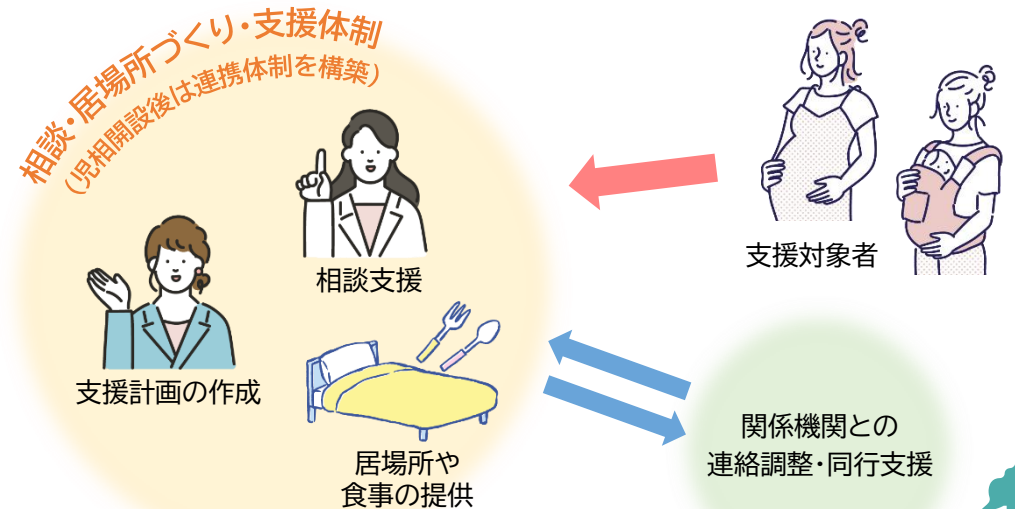 相談・居場所づくり・支援体制
(児相開設後は連携体制を構築)
相談支援
支援計画の作成
居場所や
食事の提供
支援対象者
関係機関との
連絡調整・同行支援